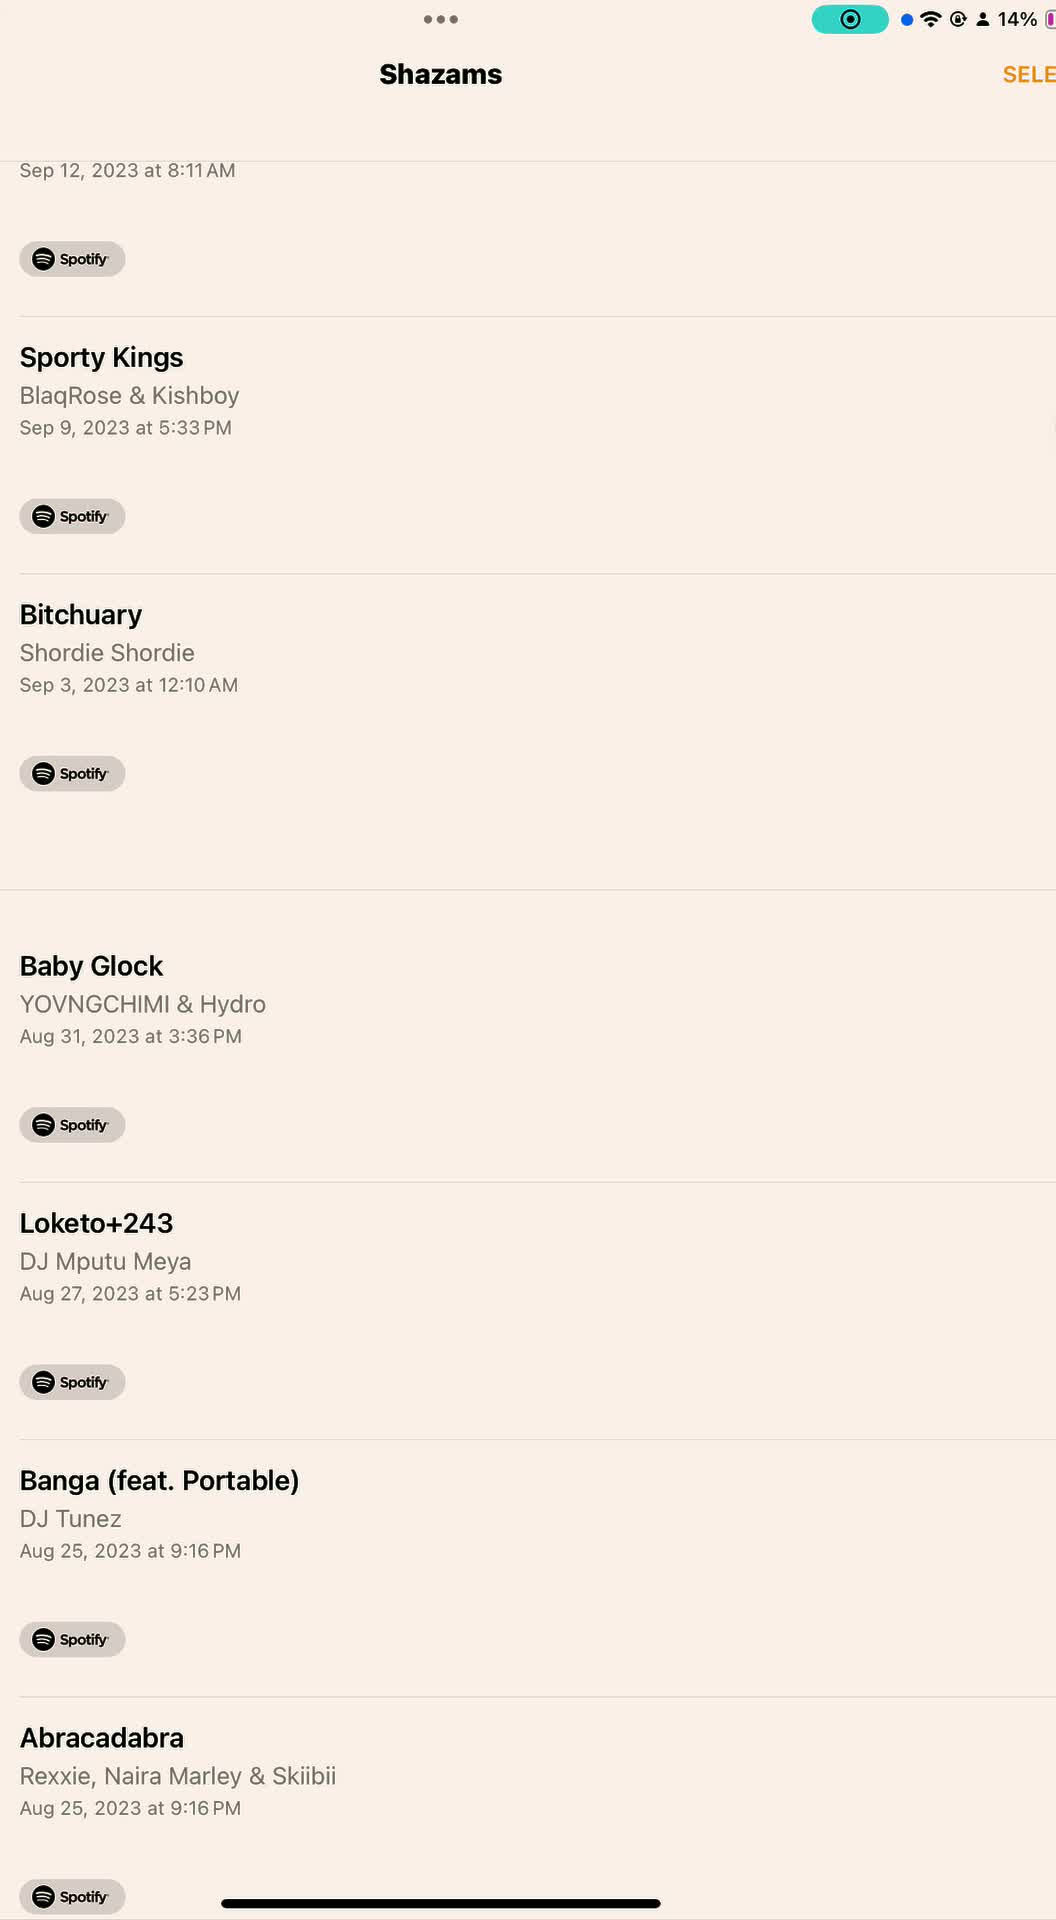 14%
Shazams
SELE
Sep 12, 2023 at 8:11 AM
Spotify
Sporty Kings
BlaqRose & Kishboy
Sep 9, 2023 at 5:33 PM
Spotify
Bitchuary
Shordie Shordie
Sep 3, 2023 at 12:10 AM
Spotify
Baby Glock
YOVNGCHIMI & Hydro
Aug 31, 2023 at 3:36 PM
Spotify
Loketo+243
DJ Mputu Meya
Aug 27, 2023 at 5:23 PM
Spotify
Banga (feat. Portable)
DJ Tunez
Aug 25, 2023 at 9:16 PM
Spotify
Abracadabra
Rexxie, Naira Marley & Skiibii
Aug 25, 2023 at 9:16 PM
Spotify